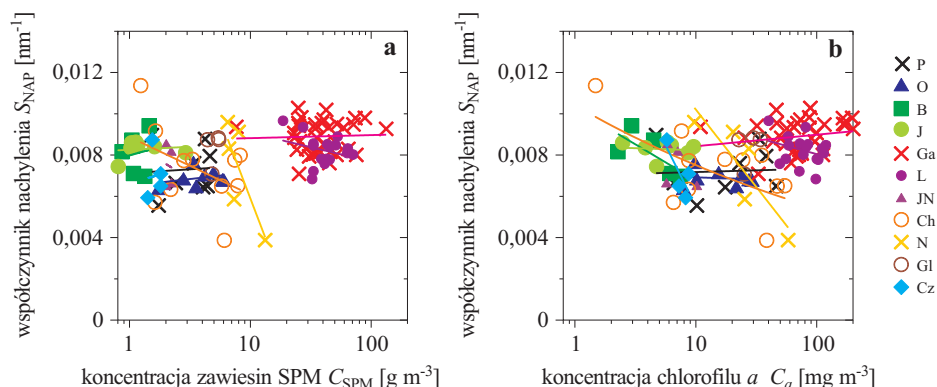 współczynnik nachylenia S_NAP [nm⁻¹]
a
0,012
0,008
0,004
0
1 10 100
koncentracja zawiesin SPM C_SPM [g m⁻³]
współczynnik nachylenia S_NAP [nm⁻¹]
b
0,012
0,008
0,004
0
1 10 100
koncentracja chlorofilu a C_a [mg m⁻³]
P
O
B
J
Ga
L
JN
Ch
N
Gl
Cz